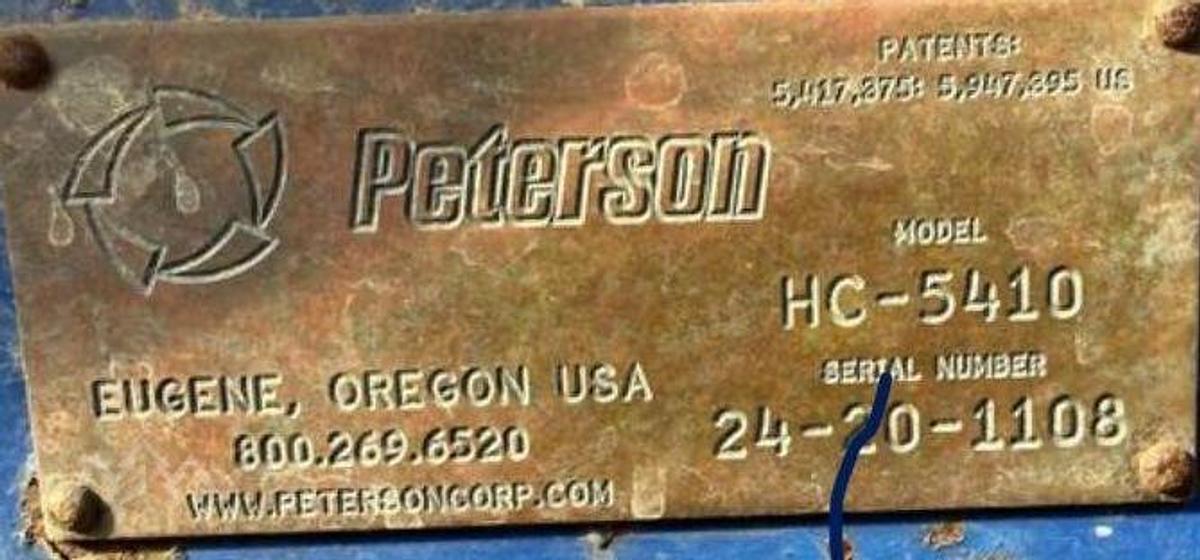 PATENTS:
5,417,375; 5,947,395 US
Peterson
MODEL
HC-5410
SERIAL NUMBER
24-20-1108
EUGENE, OREGON USA
800.269.6520
WWW.PETERSONCORP.COM